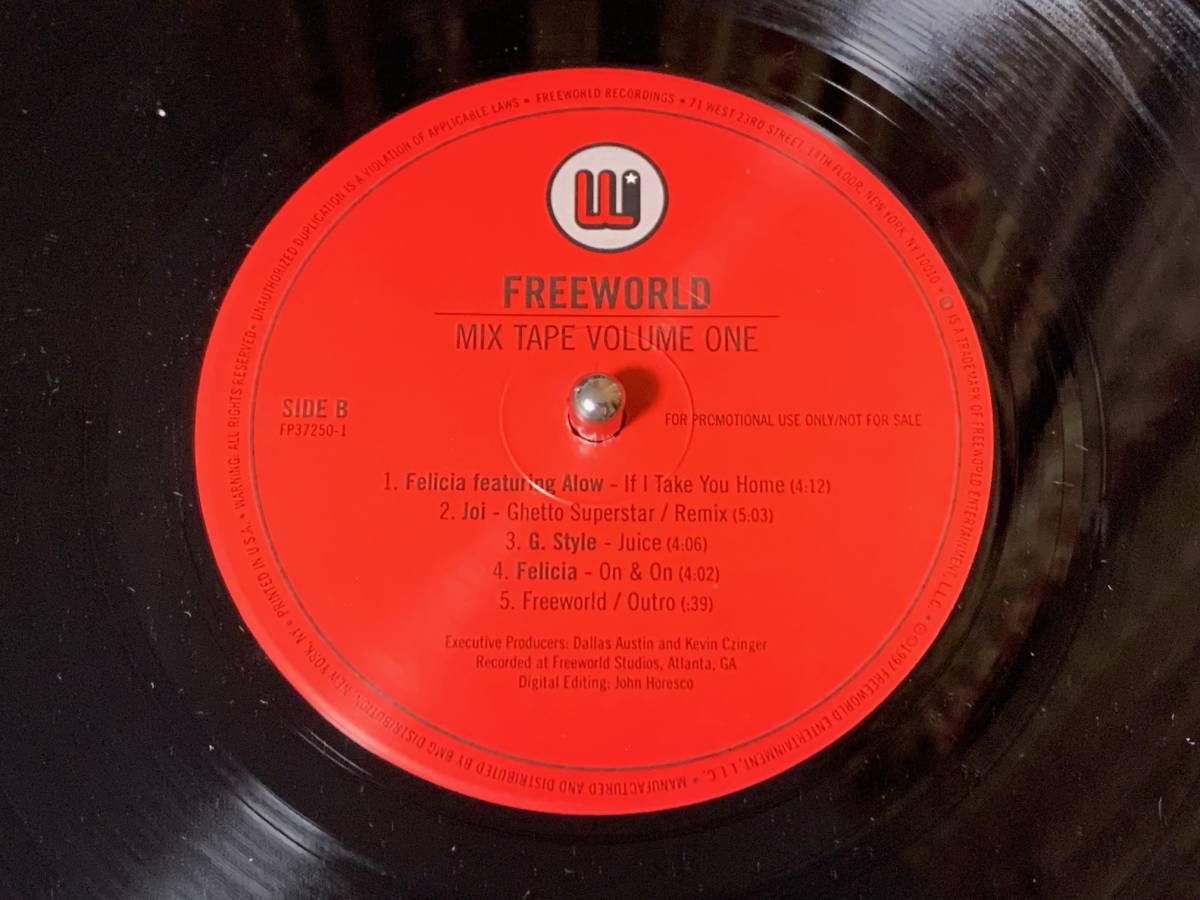 FREEWORLD
MIX TAPE VOLUME ONE
SIDE B
FP37250-1
FOR PROMOTIONAL USE ONLY/NOT FOR SALE
1. Felicia featuring Alow - If I Take You Home (4:12)
2. Joi - Ghetto Superstar / Remix (5:03)
3. G. Style - Juice (4:06)
4. Felicia - On & On (4:02)
5. Freeworld / Outro (:39)
Executive Producers: Dallas Austin and Kevin Czinger
Recorded at Freeworld Studios, Atlanta, GA
Digital Editing: John Horesco
FREEWORLD RECORDINGS • 71 WEST 23RD STREET, 14TH FLOOR, NEW YORK, NY 10010 • IS A TRADEMARK OF FREEWORLD ENTERTAINMENT, L.L.C. • ©℗1997 FREEWORLD ENTERTAINMENT, L.L.C. • MANUFACTURED AND DISTRIBUTED BY BMG DISTRIBUTION, NEW YORK, NY • PRINTED IN U.S.A. • WARNING: ALL RIGHTS RESERVED • UNAUTHORIZED DUPLICATION IS A VIOLATION OF APPLICABLE LAWS •